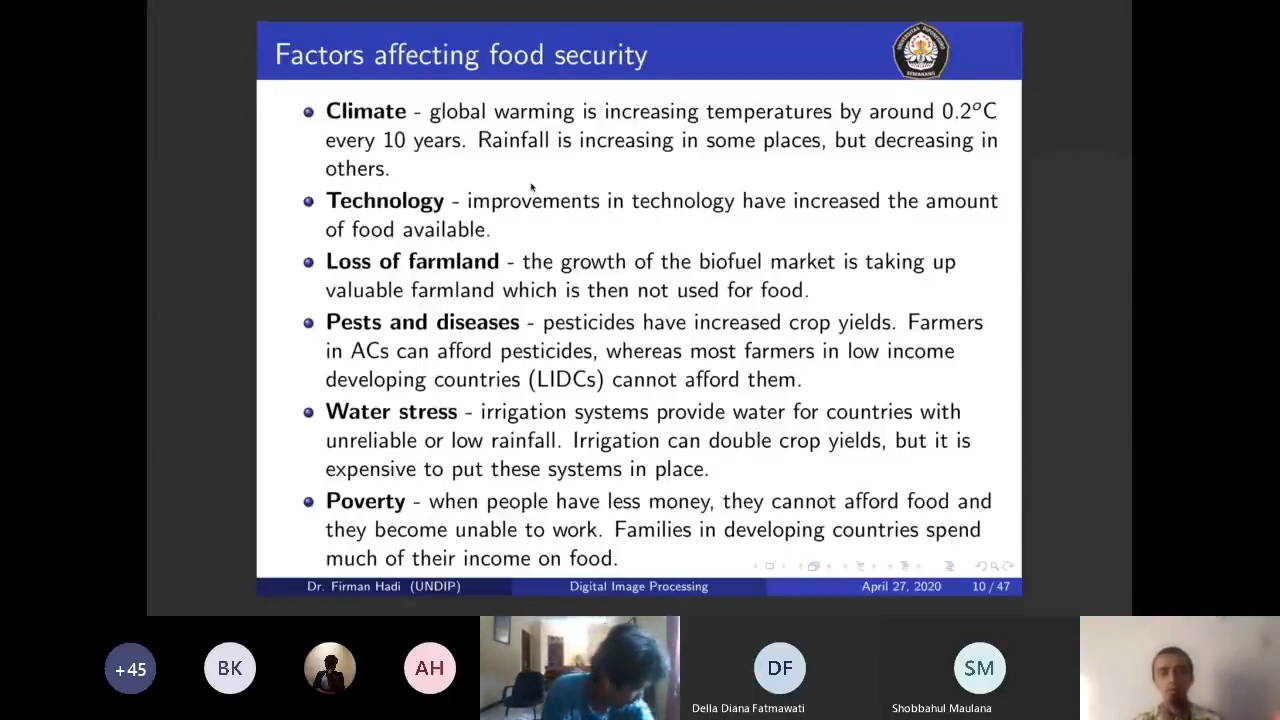 Factors affecting food security
UNIVERSITAS DIPONEGORO
SEMARANG
Climate - global warming is increasing temperatures by around 0.2°C
every 10 years. Rainfall is increasing in some places, but decreasing in
others.
Technology - improvements in technology have increased the amount
of food available.
Loss of farmland - the growth of the biofuel market is taking up
valuable farmland which is then not used for food.
Pests and diseases - pesticides have increased crop yields. Farmers
in ACs can afford pesticides, whereas most farmers in low income
developing countries (LIDCs) cannot afford them.
Water stress - irrigation systems provide water for countries with
unreliable or low rainfall. Irrigation can double crop yields, but it is
expensive to put these systems in place.
Poverty - when people have less money, they cannot afford food and
they become unable to work. Families in developing countries spend
much of their income on food.
Dr. Firman Hadi (UNDIP) Digital Image Processing April 27, 2020 10 / 47
+45 BK AH DF SM
Della Diana Fatmawati Shobbahul Maulana